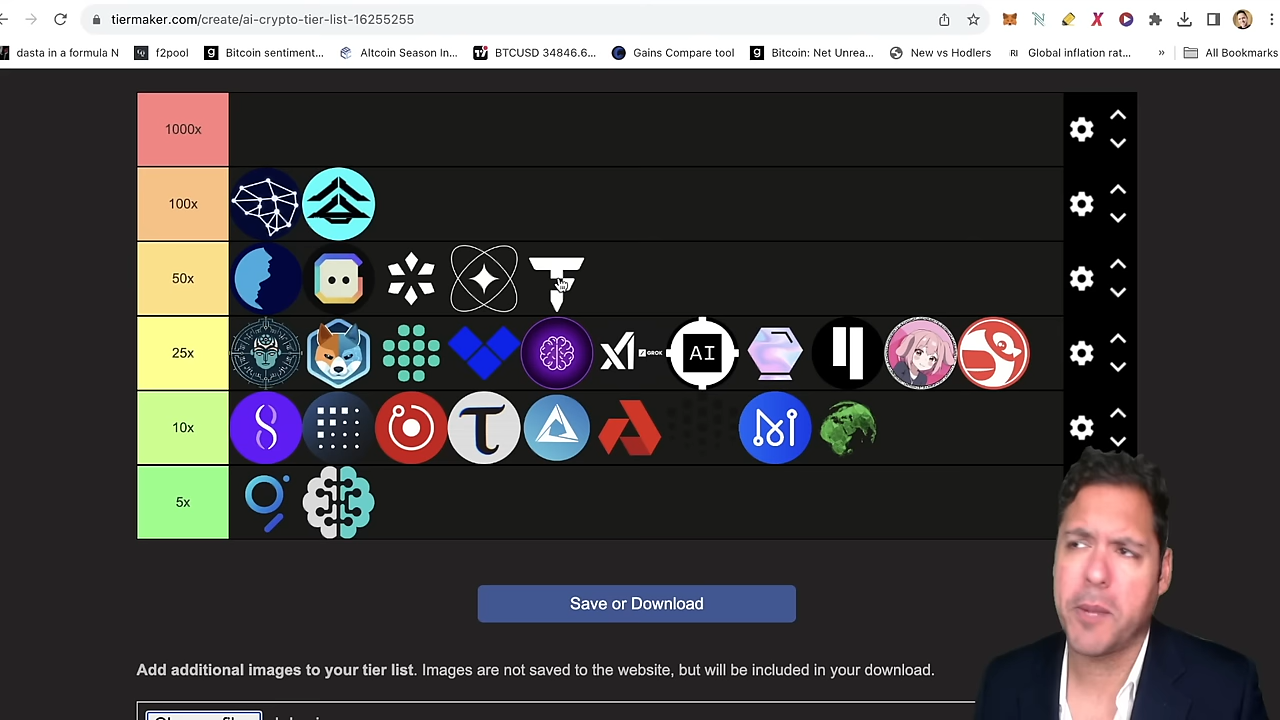 tiermaker.com/create/ai-crypto-tier-list-16255255
dasta in a formula N
f2pool
Bitcoin sentiment...
Altcoin Season In...
BTCUSD 34846.6...
Gains Compare tool
Bitcoin: Net Unrea...
New vs Hodlers
RI Global inflation rat...
»
All Bookmarks
1000x
100x
50x
25x
X1 GROK
AI
10x
5x
Save or Download
Add additional images to your tier list. Images are not saved to the website, but will be included in your download.